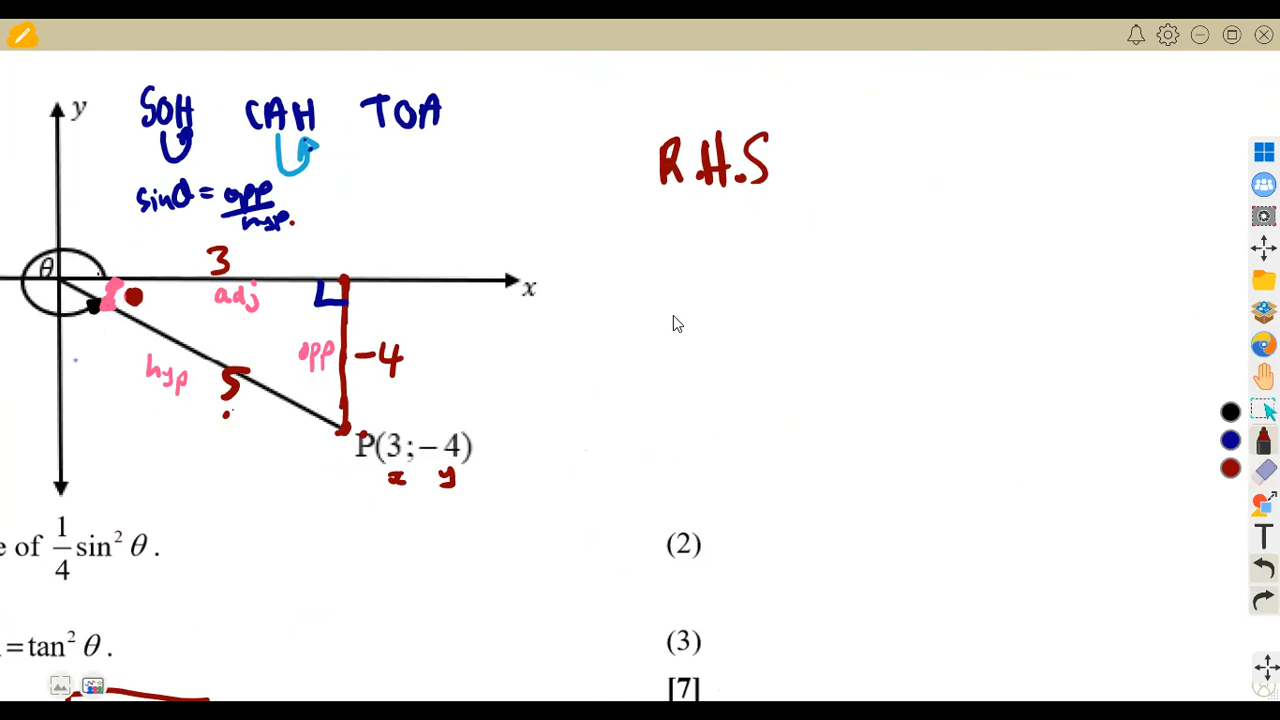 y
SOH CAH TOA
R.H.S
sinθ = opp
hyp.
3
θ
adj
x
opp
-4
hyp
5
P(3;−4)
x y
e of 1/4 sin² θ . (2)
=tan² θ . (3)
[7]
T